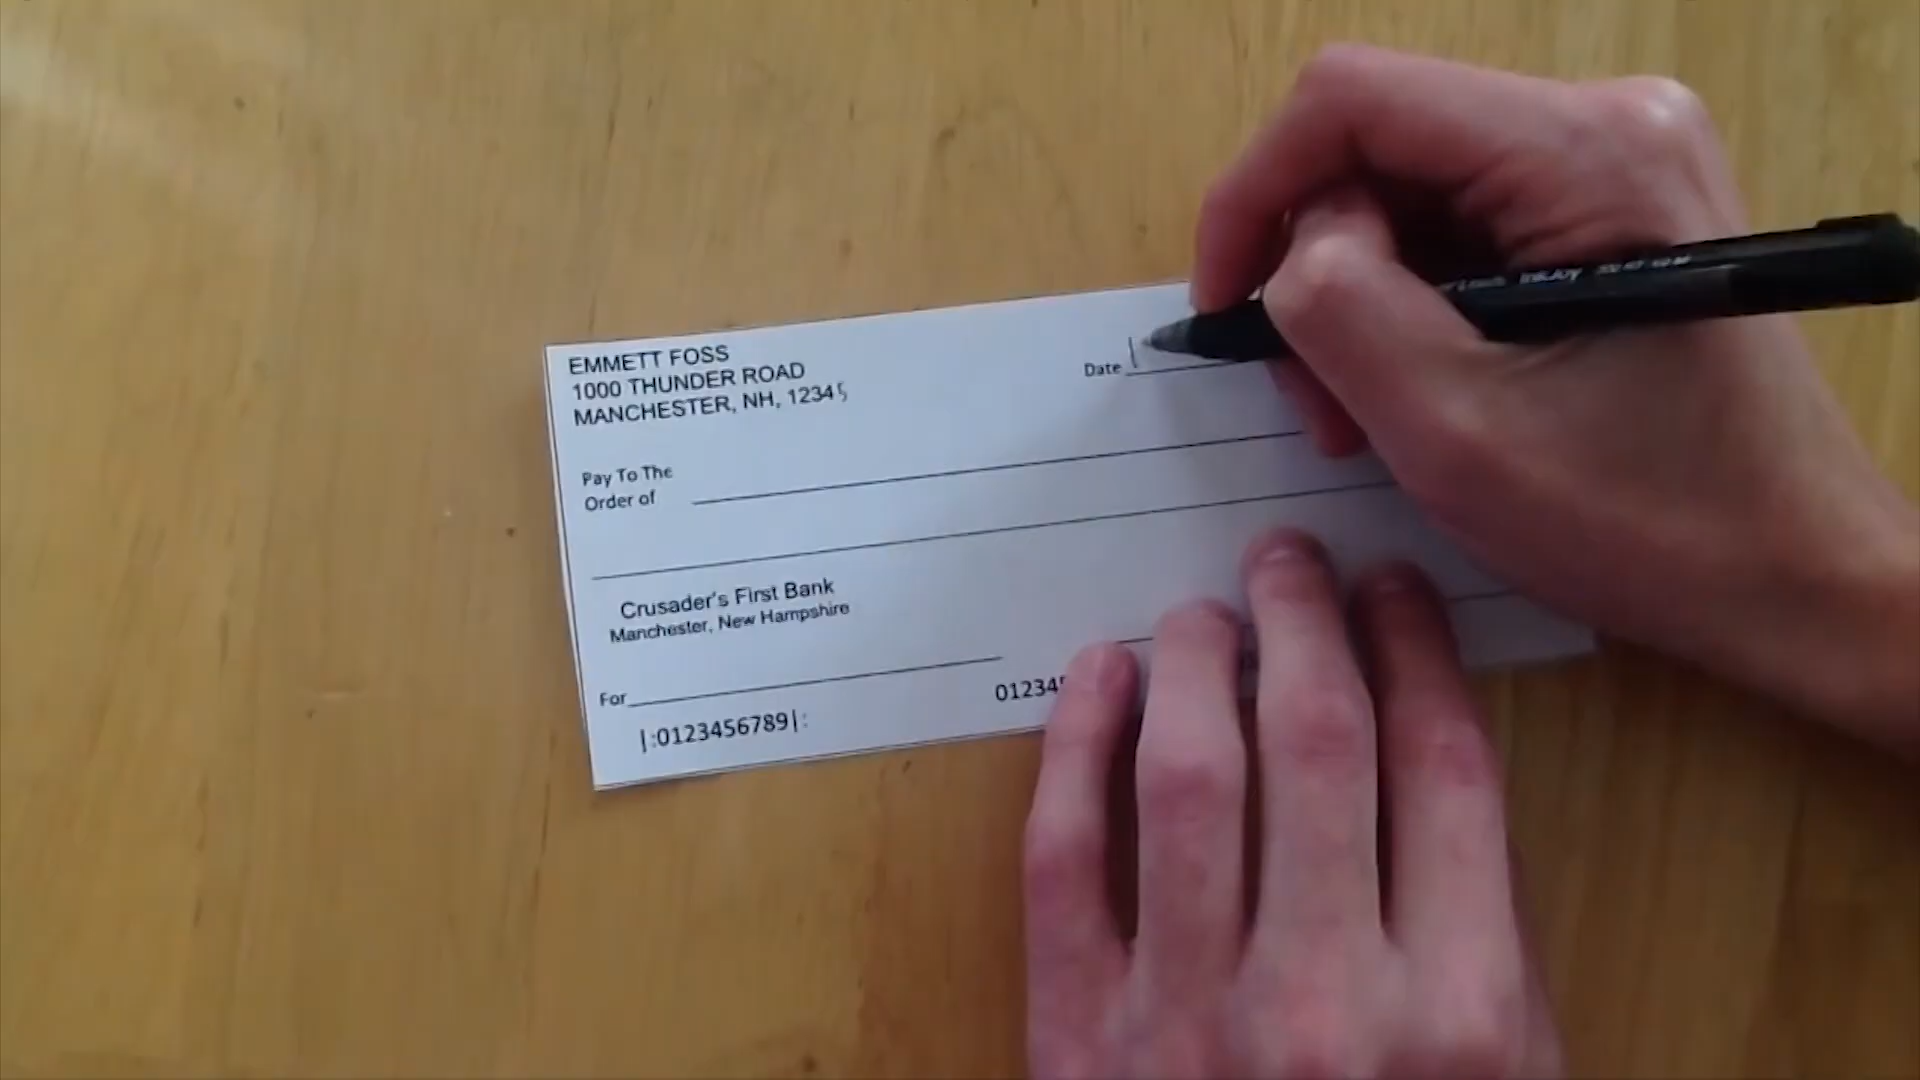 EMMETT FOSS
1000 THUNDER ROAD
MANCHESTER, NH, 12345
Date
Pay To The
Order of
Crusader's First Bank
Manchester, New Hampshire
For
|:0123456789|:
01234
InkJoy